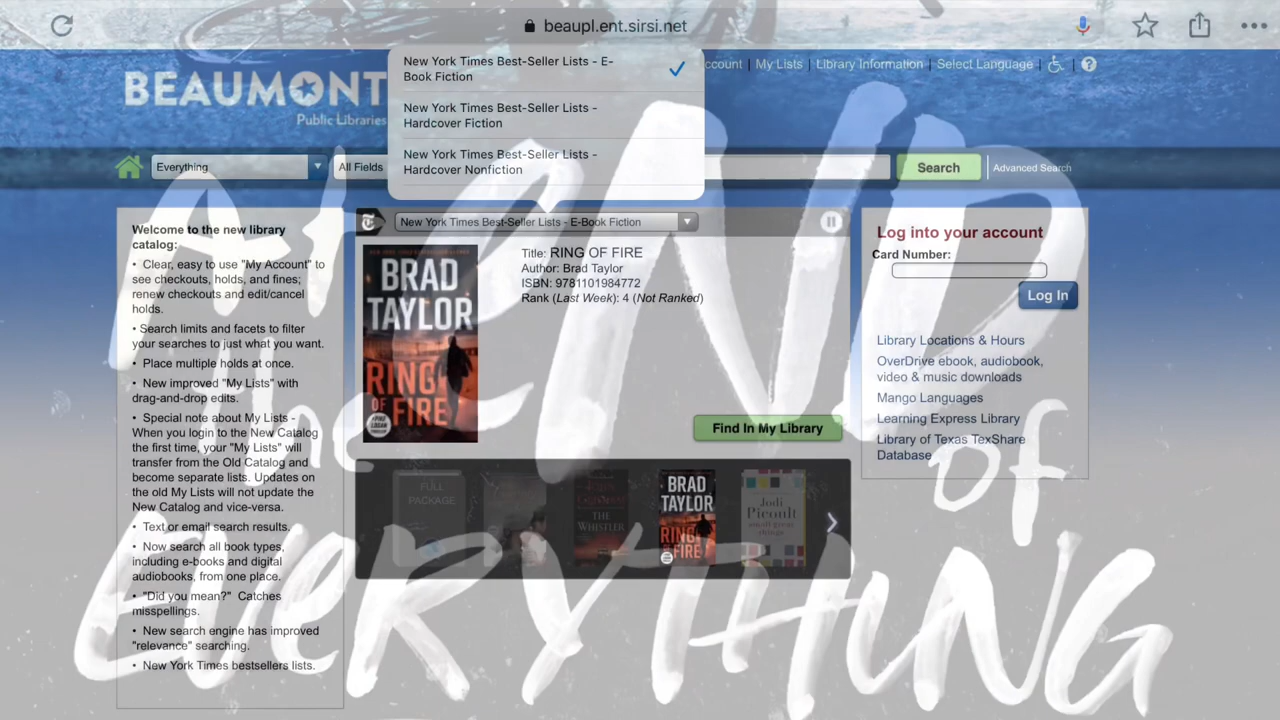 beaupl.ent.sirsi.net
New York Times Best-Seller Lists - E-
Book Fiction
New York Times Best-Seller Lists -
Hardcover Fiction
New York Times Best-Seller Lists -
Hardcover Nonfiction
BEAUMONT
Public Libraries
ccount | My Lists | Library Information | Select Language | | ?
Everything
All Fields
Search
Advanced Search
Welcome to the new library
catalog:
• Clear, easy to use "My Account" to
see checkouts, holds, and fines;
renew checkouts and edit/cancel
holds.
• Search limits and facets to filter
your searches to just what you want.
• Place multiple holds at once.
• New improved "My Lists" with
drag-and-drop edits.
• Special note about My Lists -
When you login to the New Catalog
the first time, your "My Lists" will
transfer from the Old Catalog and
become separate lists. Updates on
the old My Lists will not update the
New Catalog and vice-versa.
• Text or email search results.
• Now search all book types,
including e-books and digital
audiobooks, from one place.
• "Did you mean?" Catches
misspellings.
• New search engine has improved
"relevance" searching.
• New York Times bestsellers lists.
New York Times Best-Seller Lists - E-Book Fiction
BRAD
TAYLOR
RING
OF FIRE
Title: RING OF FIRE
Author: Brad Taylor
ISBN: 9781101984772
Rank (Last Week): 4 (Not Ranked)
Find In My Library
FULL
PACKAGE
John
Grisham
THE
WHISTLER
BRAD
TAYLOR
RING
OF FIRE
Jodi
Picoult
small great
things
Log into your account
Card Number:
Log In
Library Locations & Hours
OverDrive ebook, audiobook,
video & music downloads
Mango Languages
Learning Express Library
Library of Texas TexShare
Database
At the END
of
EVERYTHING